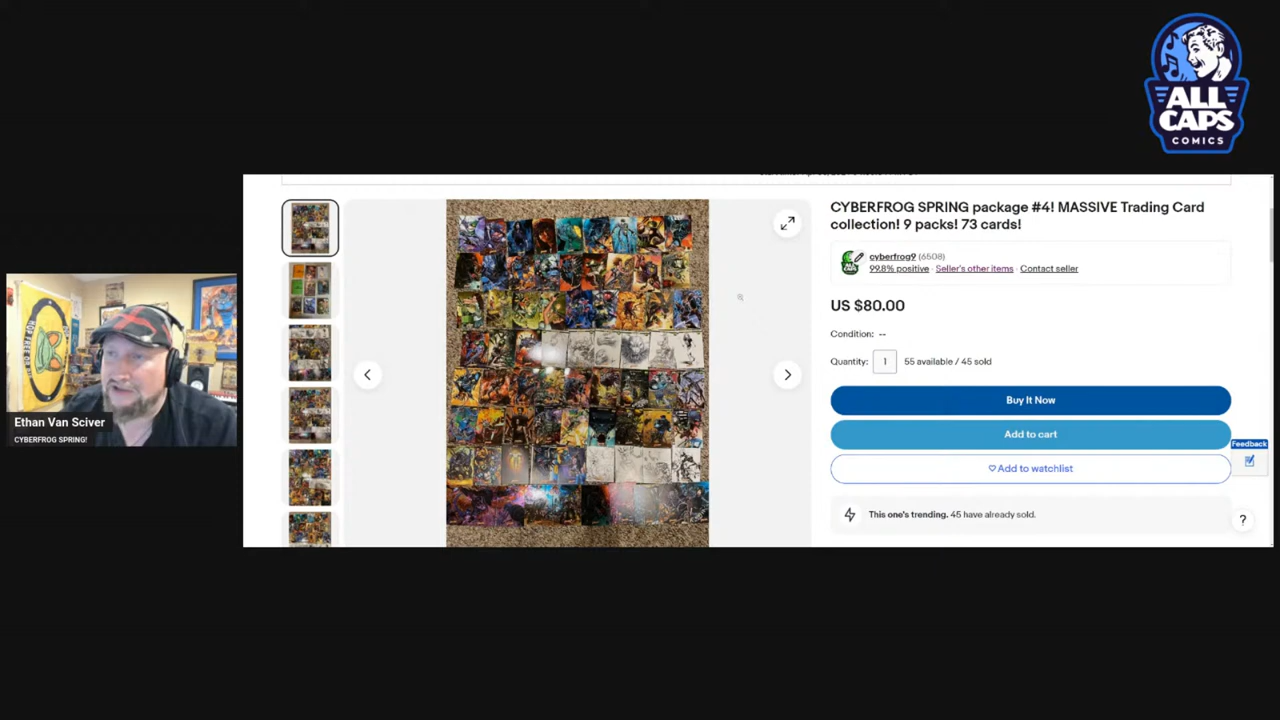 ALL
CAPS
COMICS
CYBERFROG SPRING package #4! MASSIVE Trading Card
collection! 9 packs! 73 cards!
cyberfrog9 (6508)
99.8% positive · Seller's other items · Contact seller
US $80.00
Condition: --
Quantity: 1 55 available / 45 sold
Buy It Now
Add to cart
Add to watchlist
Feedback
This one's trending. 45 have already sold.
?
Ethan Van Sciver
CYBERFROG SPRING!